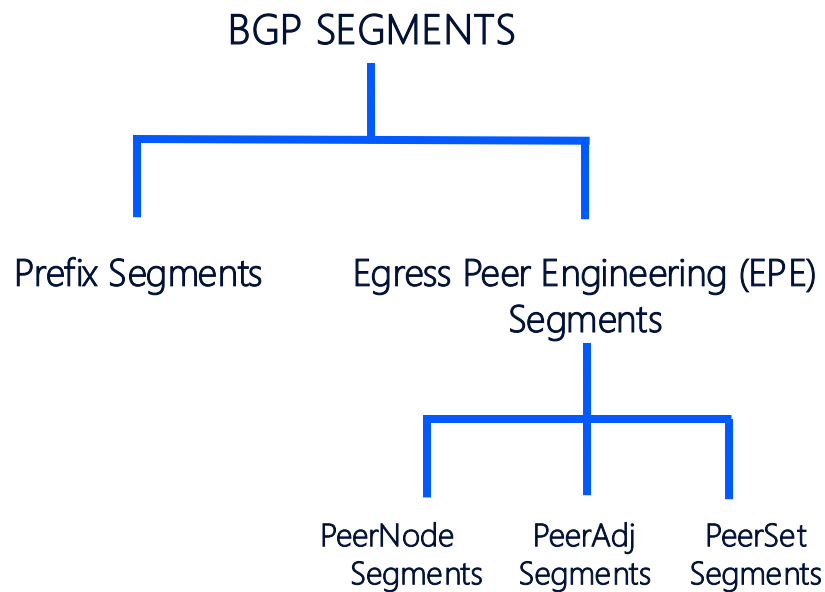 BGP SEGMENTS
Prefix Segments
Egress Peer Engineering (EPE)
Segments
PeerNode
Segments
PeerAdj
Segments
PeerSet
Segments